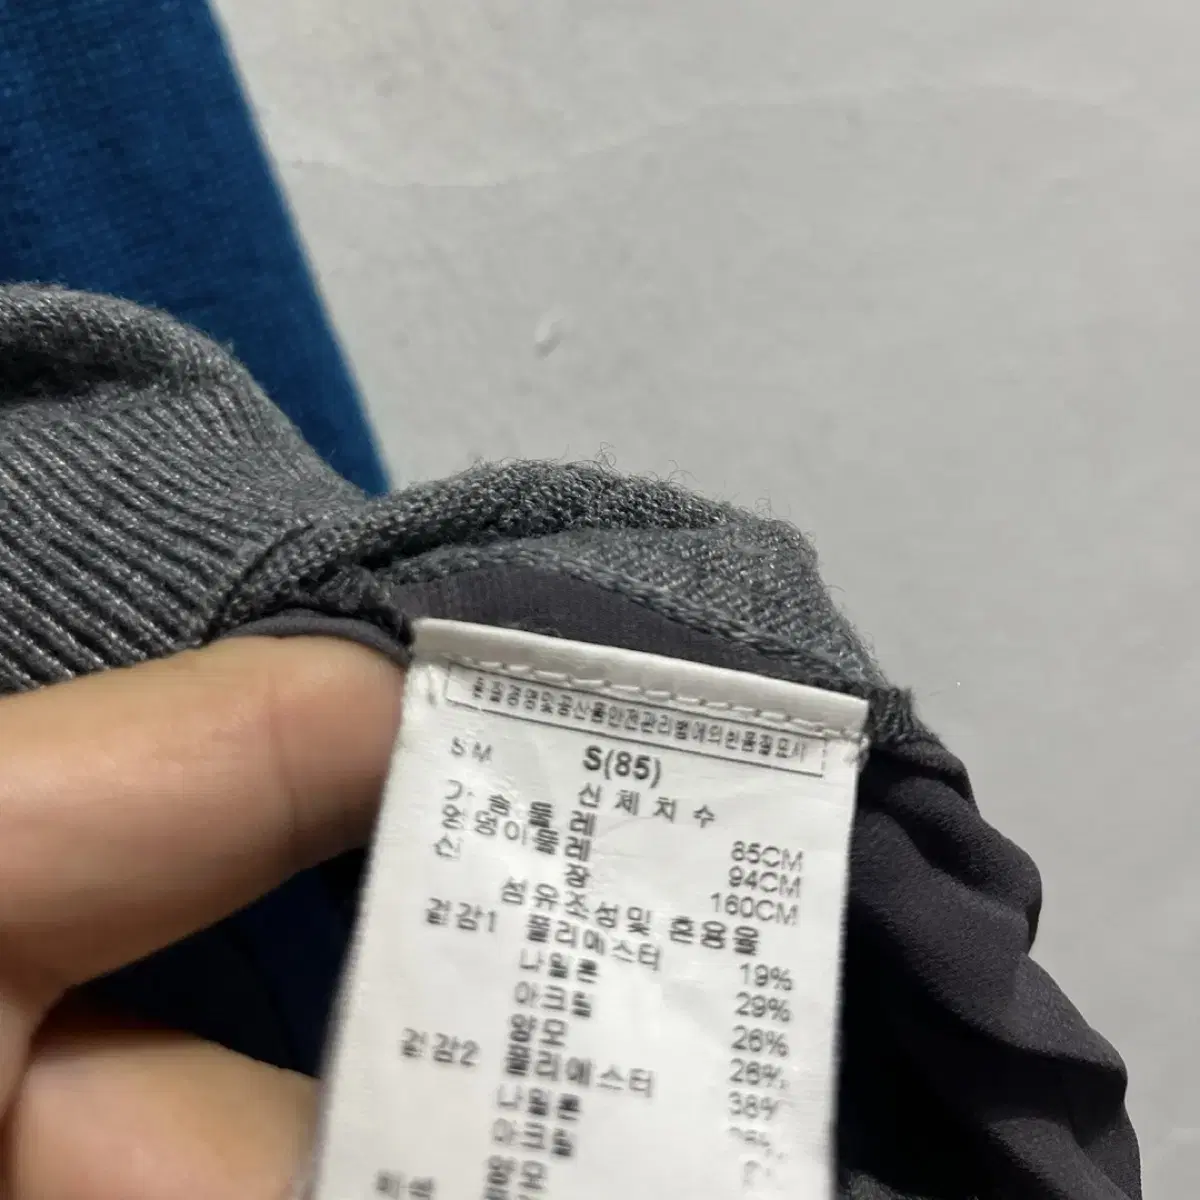 품질경영 및 공산품안전관리법에 의한 품질표시
SM S(85)
신체치수
가슴둘레 85CM
엉덩이둘레 94CM
신장 160CM
섬유조성 및 혼용율
겉감1 폴리에스터 19%
나일론 29%
아크릴 26%
양모 26%
겉감2 폴리에스터 38%
나일론
아크릴
양모